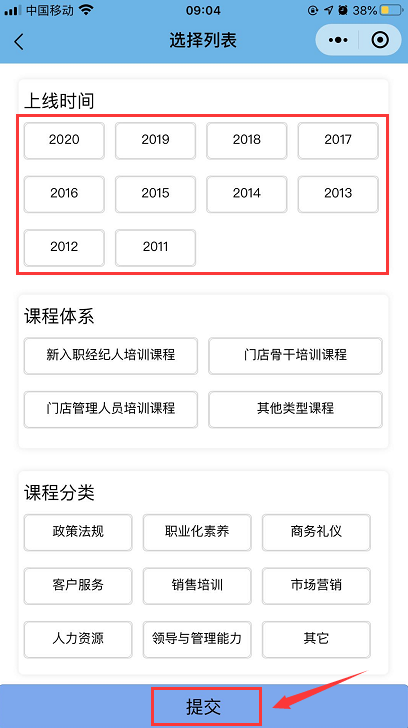 中国移动 09:04 38%
选择列表
上线时间
2020 2019 2018 2017
2016 2015 2014 2013
2012 2011
课程体系
新入职经纪人培训课程 门店骨干培训课程
门店管理人员培训课程 其他类型课程
课程分类
政策法规 职业化素养 商务礼仪
客户服务 销售培训 市场营销
人力资源 领导与管理能力 其它
提交